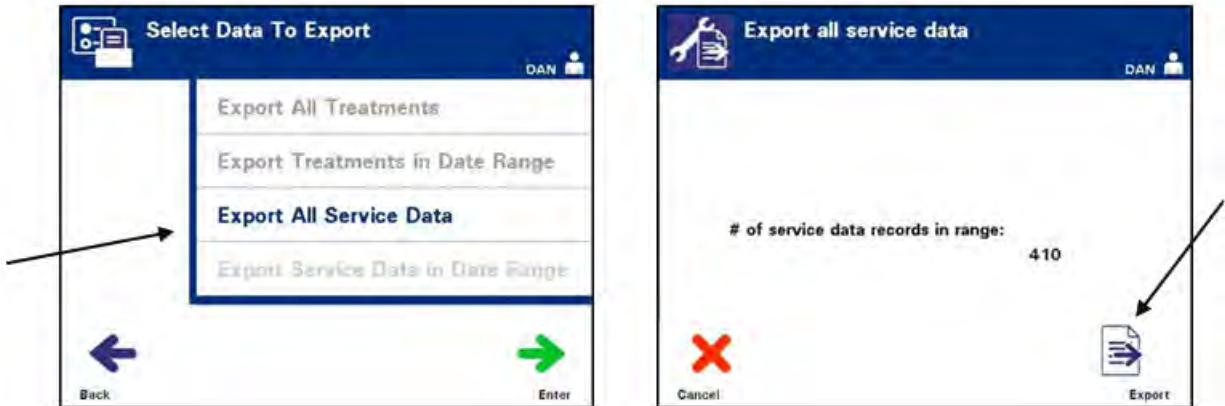 Select Data To Export
DAN
Export All Treatments
Export Treatments in Date Range
Export All Service Data
Export Service Data in Date Range
Back
Enter
Export all service data
DAN
# of service data records in range:
410
Cancel
Export